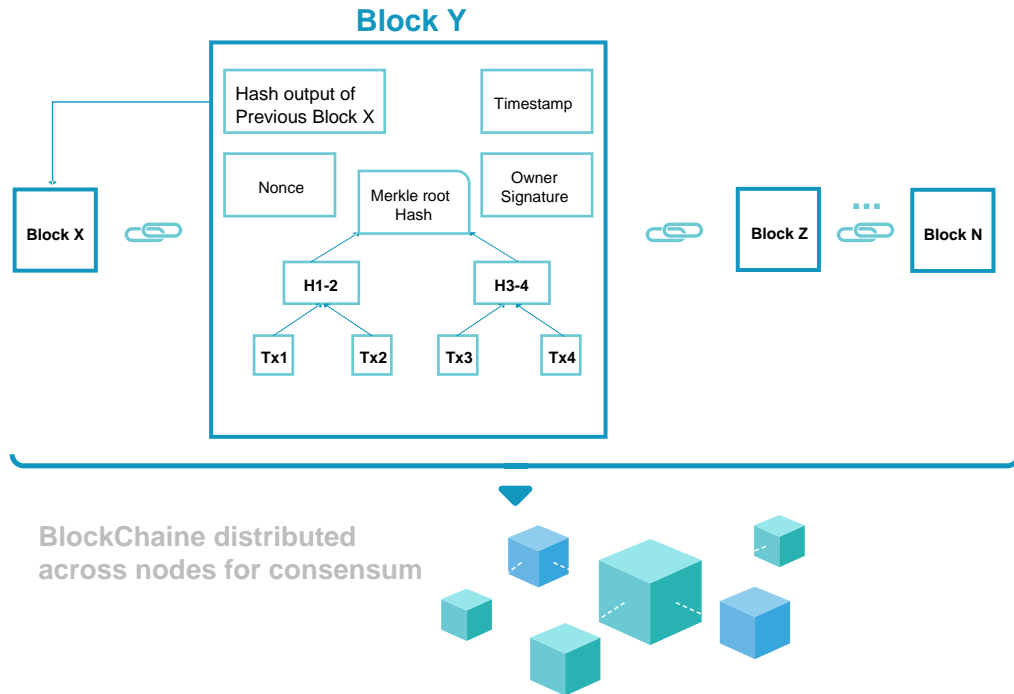 Block Y
Hash output of
Previous Block X
Timestamp
Nonce
Merkle root
Hash
Owner
Signature
Block X
Block Z
...
Block N
H1-2
H3-4
Tx1
Tx2
Tx3
Tx4
BlockChaine distributed
across nodes for consensum